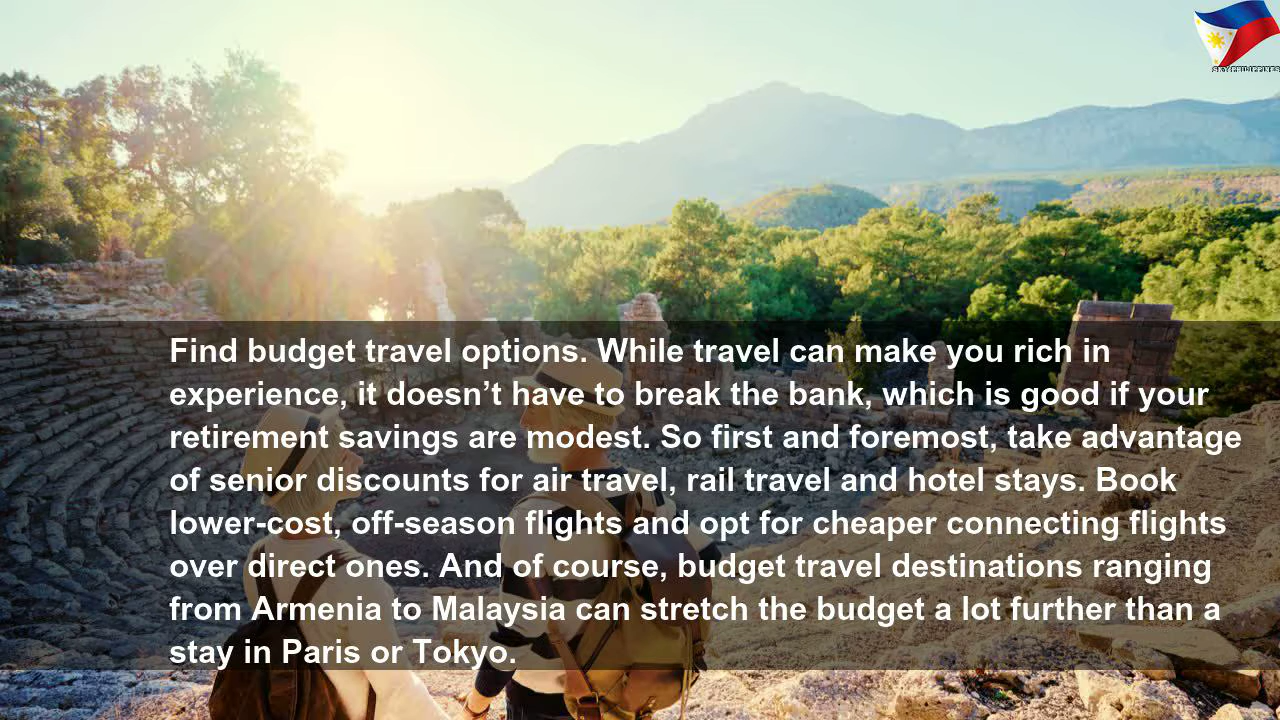 SKYPHILIPPINES
Find budget travel options. While travel can make you rich in
experience, it doesn’t have to break the bank, which is good if your
retirement savings are modest. So first and foremost, take advantage
of senior discounts for air travel, rail travel and hotel stays. Book
lower-cost, off-season flights and opt for cheaper connecting flights
over direct ones. And of course, budget travel destinations ranging
from Armenia to Malaysia can stretch the budget a lot further than a
stay in Paris or Tokyo.